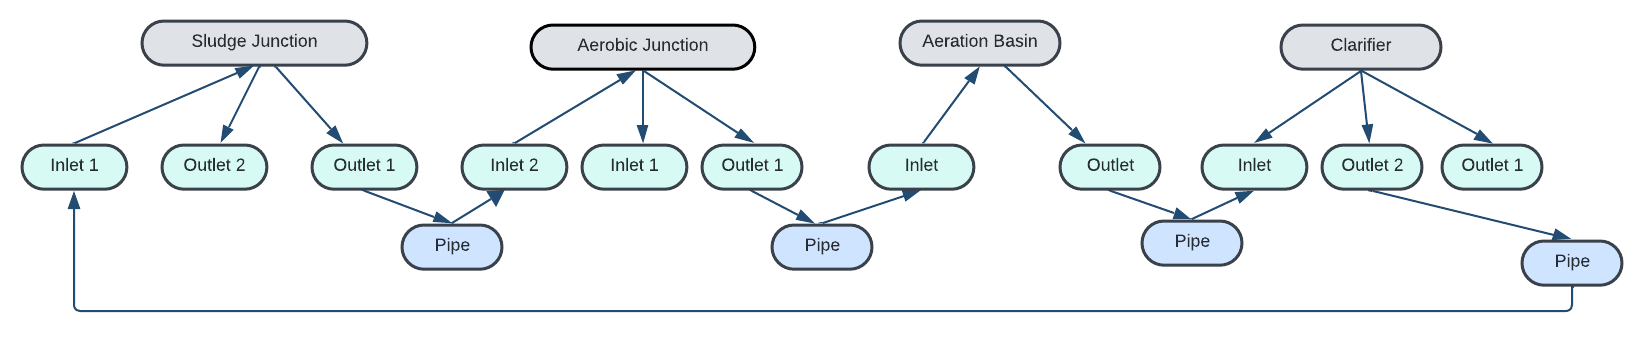 Sludge Junction
Aerobic Junction
Aeration Basin
Clarifier
Inlet 1
Outlet 2
Outlet 1
Inlet 2
Inlet 1
Outlet 1
Inlet
Outlet
Inlet
Outlet 2
Outlet 1
Pipe
Pipe
Pipe
Pipe